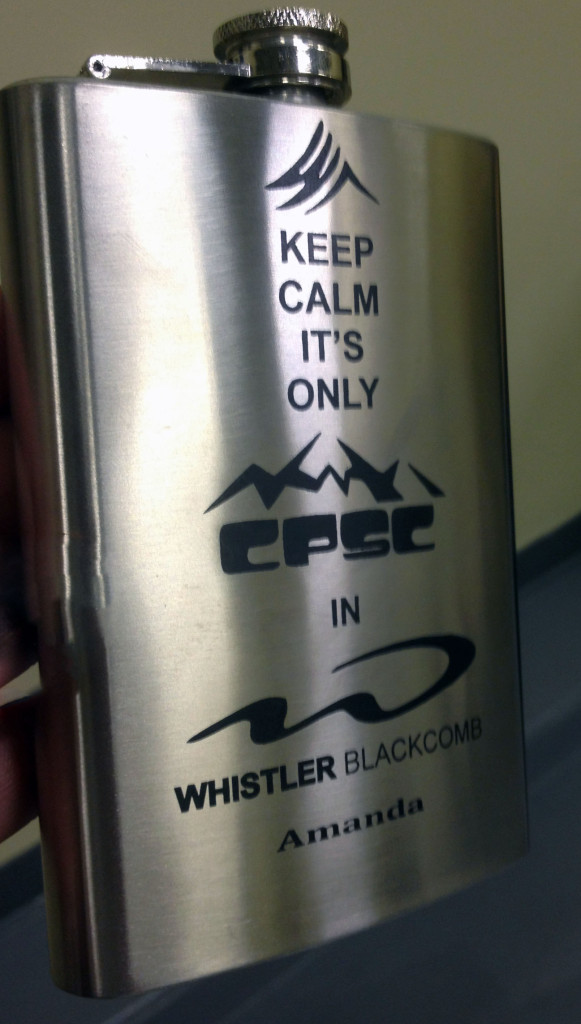 KEEP
CALM
IT'S
ONLY
CPSC
IN
WHISTLER BLACKCOMB
Amanda